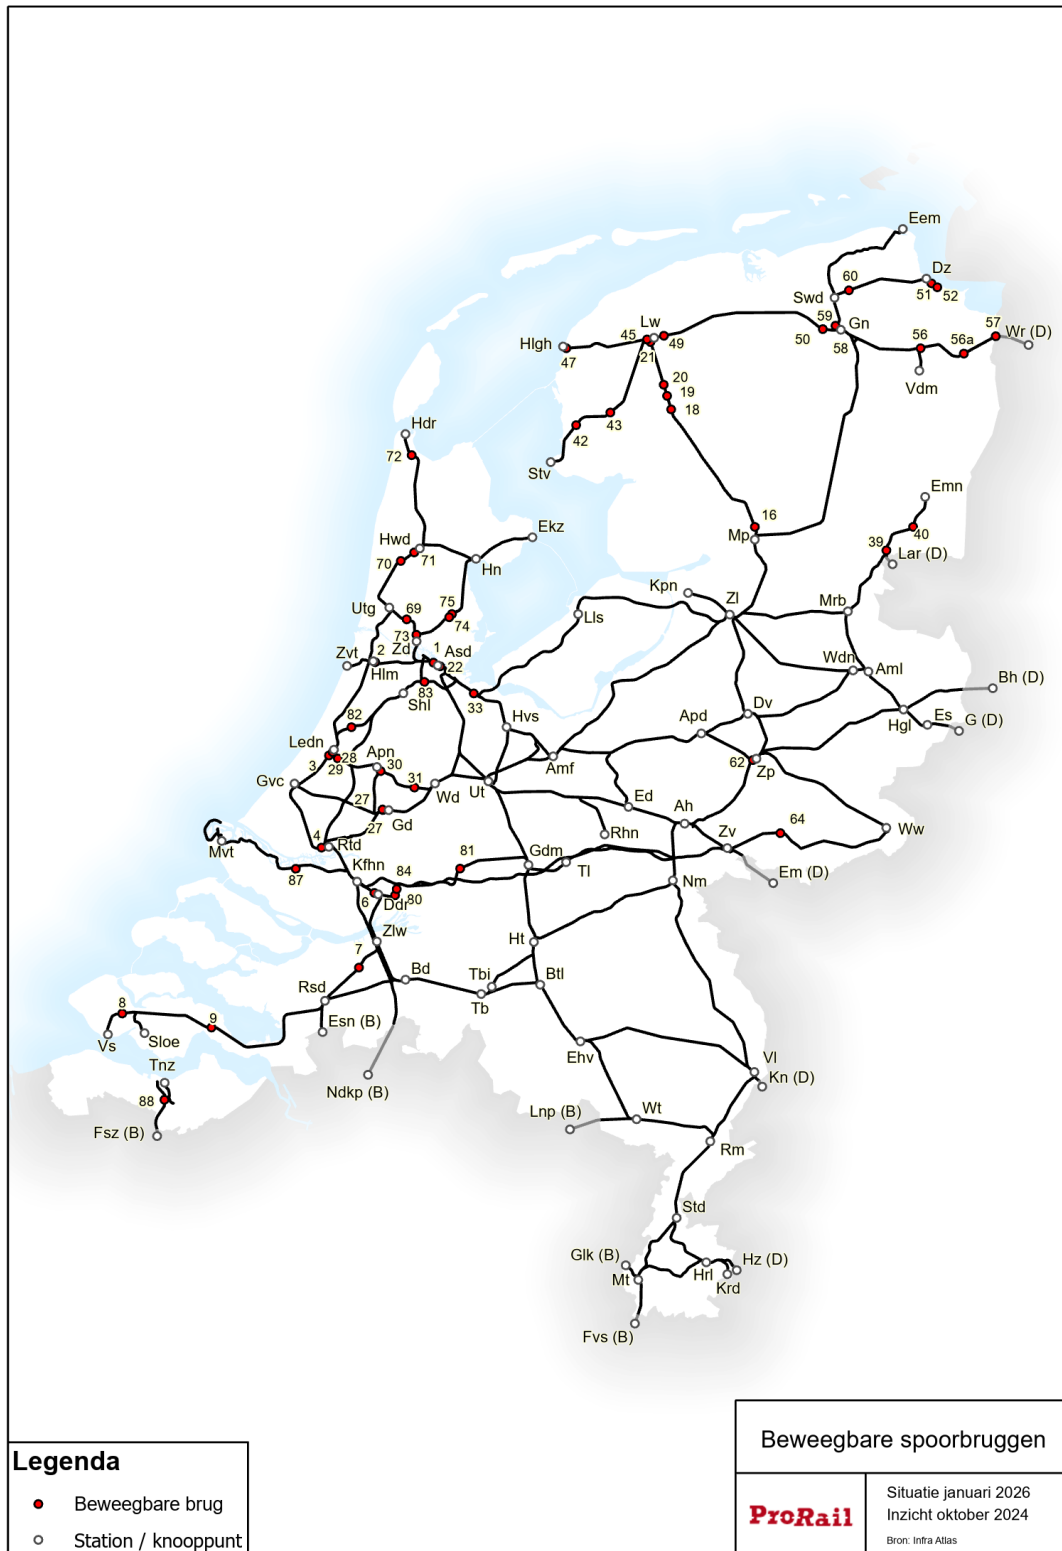 Eem
Dz
60
51
52
Swd
59
Gn
50
58
56
56a
57
Wr (D)
Vdm
Lw
45
49
Hlgh
47
21
20
19
18
43
42
Stv
Hdr
72
Emn
16
Mp
40
39
Lar (D)
Ekz
Hwd
71
70
Hn
Kpn
Zl
Mrb
Utg
69
75
74
Lls
73
Zd
1
Asd
22
Zvt
2
Hlm
Wdn
Aml
Bh (D)
83
Shl
33
Hgl
Es
G (D)
82
Hvs
Apd
Dv
Ledn
28
3
29
Apn
30
31
Amf
62
Zp
Gvc
Wd
Ut
27
Gd
27
Ed
Ah
64
Ww
4
Rtd
Rhn
Zv
Mvt
Kfhn
84
81
Gdm
Tl
Em (D)
87
6
Ddr
80
Nm
Zlw
7
Ht
Bd
Tbi
Btl
Rsd
Tb
8
9
Esn (B)
Vs
Sloe
Tnz
Ehv
Vl
Kn (D)
88
Ndkp (B)
Lnp (B)
Wt
Fsz (B)
Rm
Std
Glk (B)
Mt
Hrl
Hz (D)
Krd
Fvs (B)
Legenda
Beweegbare brug
Station / knooppunt
Beweegbare spoorbruggen
ProRail
Situatie januari 2026
Inzicht oktober 2024
Bron: Infra Atlas